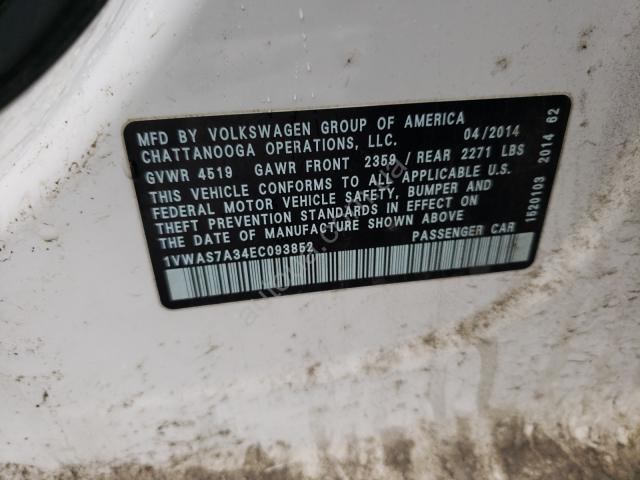 MFD BY VOLKSWAGEN GROUP OF AMERICA
CHATTANOOGA OPERATIONS, LLC. 04/2014
GVWR 4519 GAWR FRONT 2359 / REAR 2271 LBS
THIS VEHICLE CONFORMS TO ALL APPLICABLE U.S.
FEDERAL MOTOR VEHICLE SAFETY, BUMPER AND
THEFT PREVENTION STANDARDS IN EFFECT ON
THE DATE OF MANUFACTURE SHOWN ABOVE
1VWAS7A34EC093852 PASSENGER CAR
1520103 2014 62